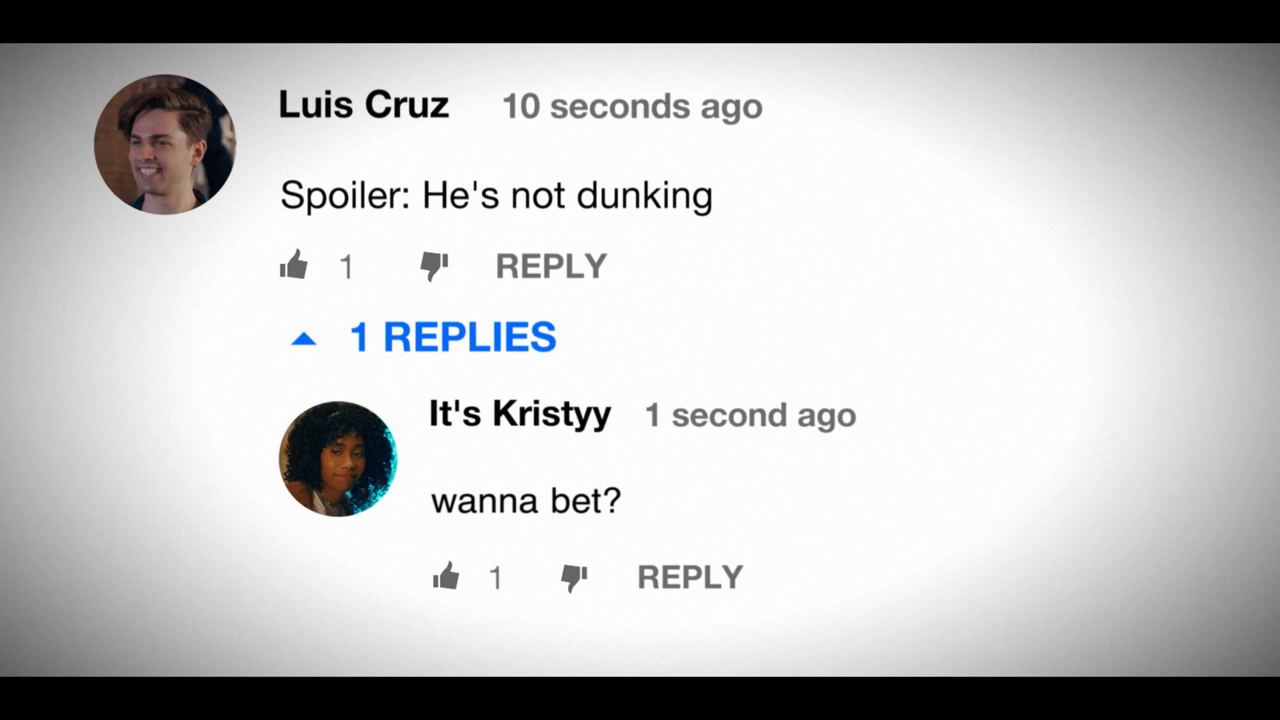 Luis Cruz 10 seconds ago
Spoiler: He's not dunking
1 REPLY
1 REPLIES
It's Kristyy 1 second ago
wanna bet?
1 REPLY